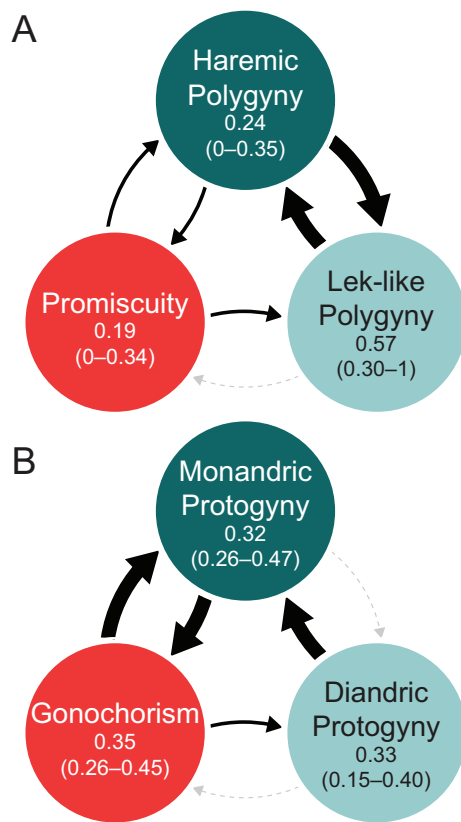 A
Haremic
Polygyny
0.24
(0–0.35)
Promiscuity
0.19
(0–0.34)
Lek-like
Polygyny
0.57
(0.30–1)
B
Monandric
Protogyny
0.32
(0.26–0.47)
Gonochorism
0.35
(0.26–0.45)
Diandric
Protogyny
0.33
(0.15–0.40)